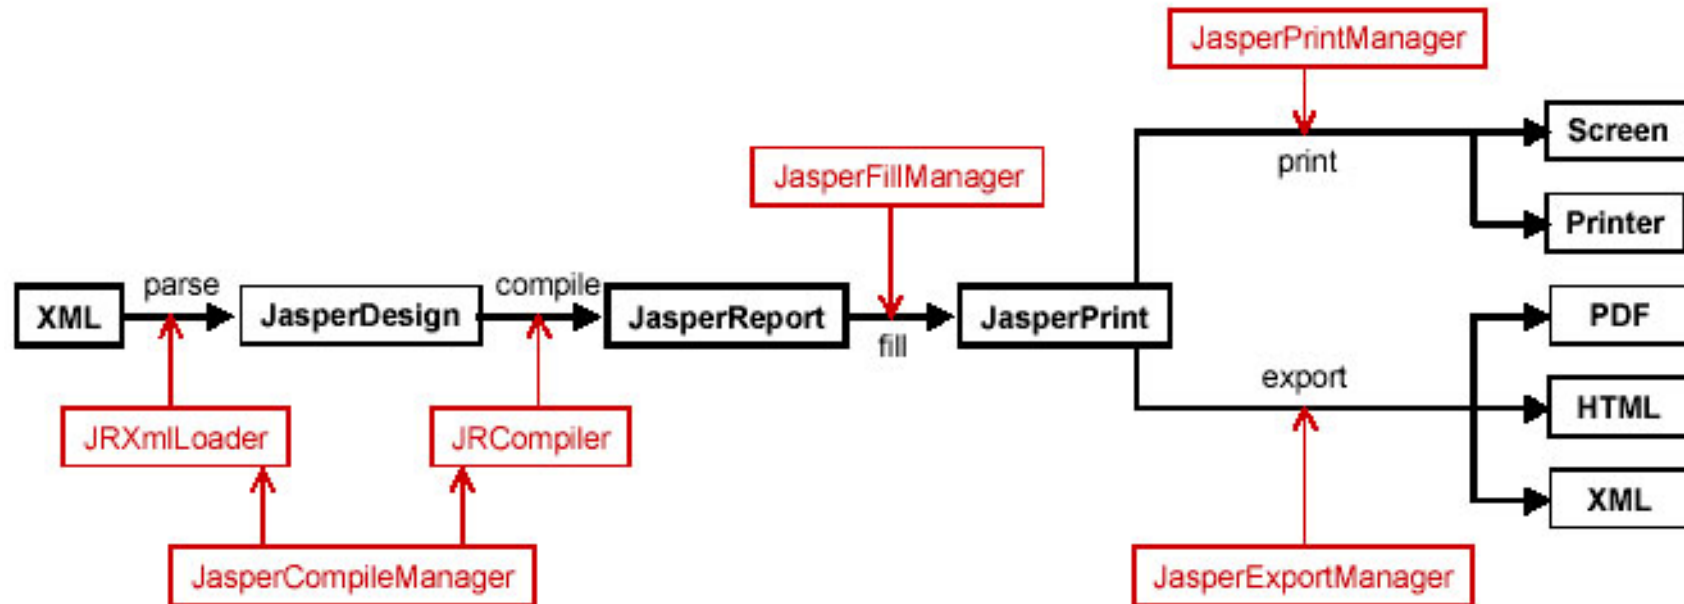 JasperPrintManager
Screen
print
JasperFillManager
Printer
parse
compile
XML
JasperDesign
JasperReport
fill
JasperPrint
PDF
export
HTML
JRXmlLoader
JRCompiler
XML
JasperCompileManager
JasperExportManager